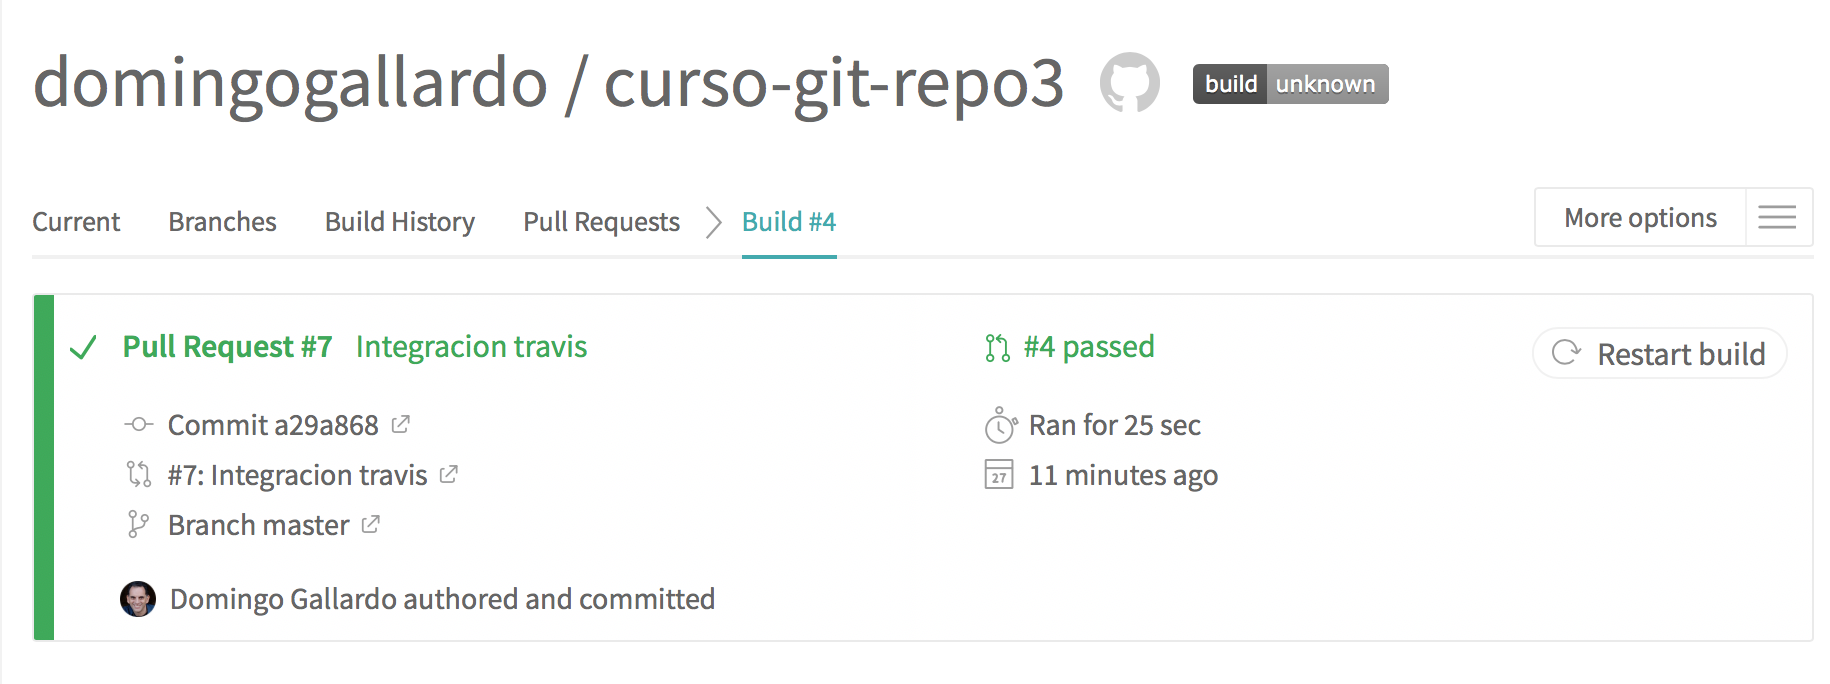 domingogallardo / curso-git-repo3 build unknown
Current Branches Build History Pull Requests Build #4 More options
Pull Request #7 Integracion travis #4 passed Restart build
Commit a29a868 Ran for 25 sec
#7: Integracion travis 27 11 minutes ago
Branch master
Domingo Gallardo authored and committed